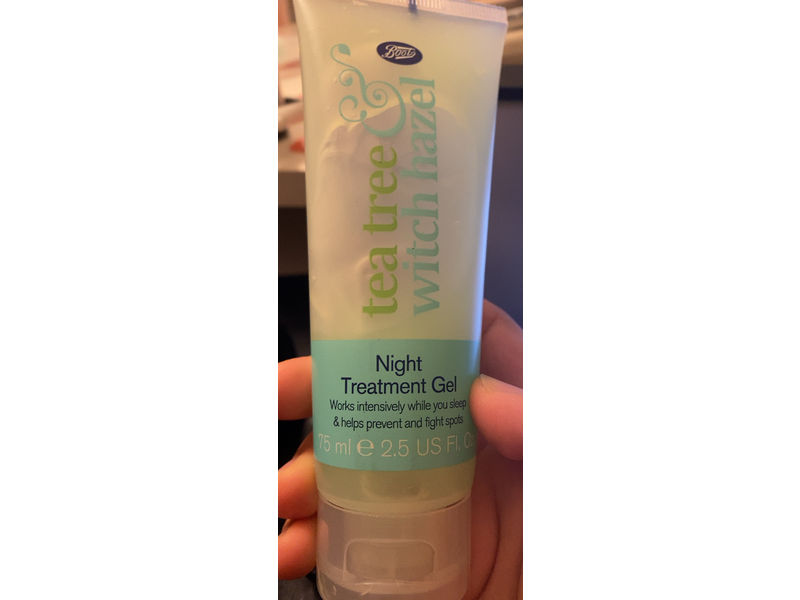 Boots
tea tree &
witch hazel
Night
Treatment Gel
Works intensively while you sleep
& helps prevent and fight spots
75 ml e 2.5 US Fl.